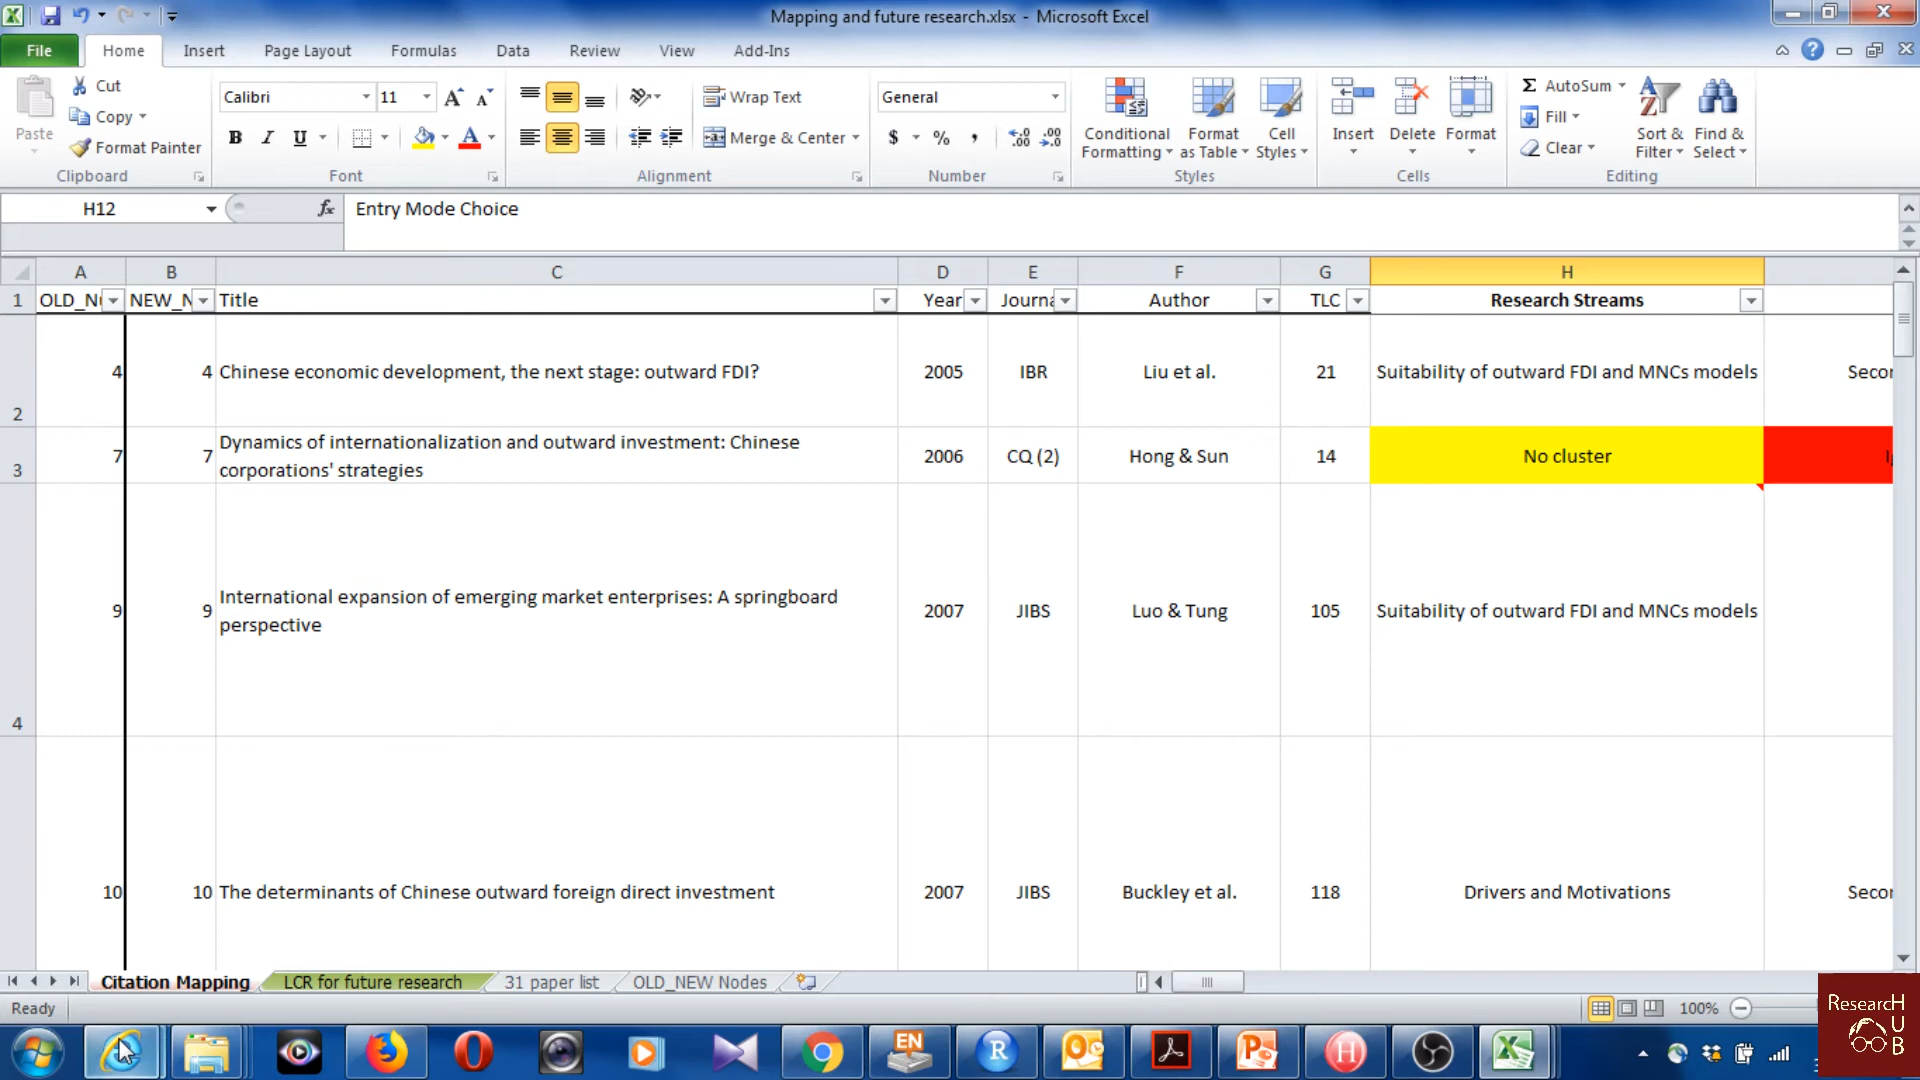 Mapping and future research.xlsx - Microsoft Excel
File Home Insert Page Layout Formulas Data Review View Add-Ins
Paste
Cut
Copy
Format Painter
Clipboard
Calibri 11
B I U
Font
Wrap Text
Merge & Center
Alignment
General
$ % ,
Number
Conditional Formatting
Format as Table
Cell Styles
Styles
Insert Delete Format
Cells
AutoSum
Fill
Clear
Sort & Filter
Find & Select
Editing
H12 fx Entry Mode Choice
A B C D E F G H
1 OLD_N NEW_N Title Year Journa Author TLC Research Streams
2 4 4 Chinese economic development, the next stage: outward FDI? 2005 IBR Liu et al. 21 Suitability of outward FDI and MNCs models Secor
3 7 7 Dynamics of internationalization and outward investment: Chinese corporations' strategies 2006 CQ (2) Hong & Sun 14 No cluster
4 9 9 International expansion of emerging market enterprises: A springboard perspective 2007 JIBS Luo & Tung 105 Suitability of outward FDI and MNCs models
10 10 The determinants of Chinese outward foreign direct investment 2007 JIBS Buckley et al. 118 Drivers and Motivations Secor
Citation Mapping LCR for future research 31 paper list OLD_NEW Nodes
Ready 100%
EN R P H
ResearcH
U
B